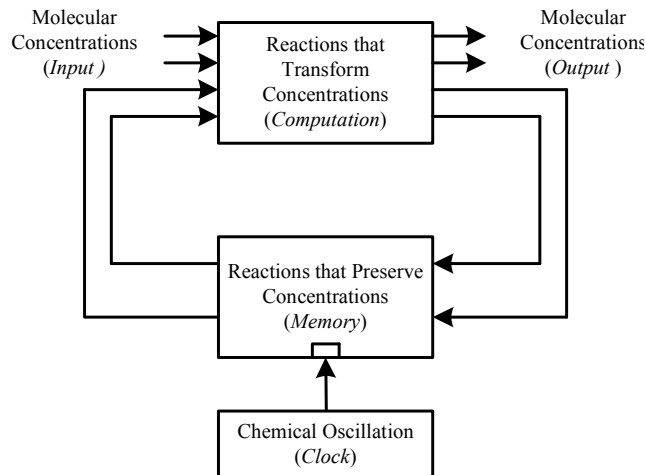 Molecular
Concentrations
(Input )
Reactions that
Transform
Concentrations
(Computation)
Molecular
Concentrations
(Output )
Reactions that Preserve
Concentrations
(Memory)
Chemical Oscillation
(Clock)